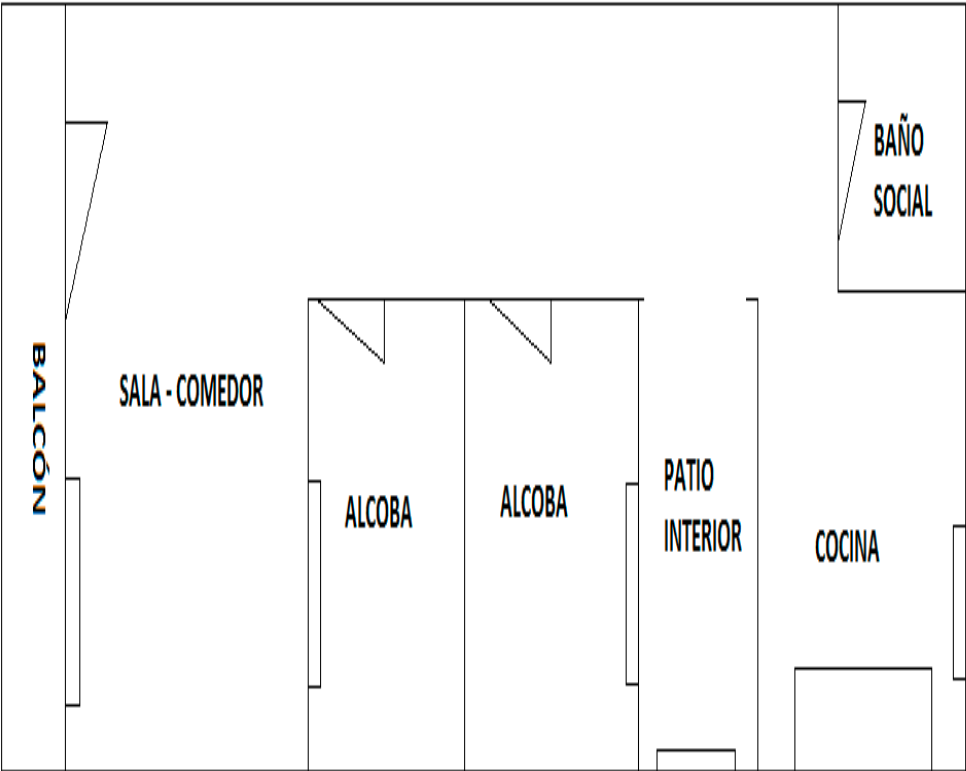 BAÑO
SOCIAL
BALCÓN
SALA - COMEDOR
ALCOBA
ALCOBA
PATIO
INTERIOR
COCINA